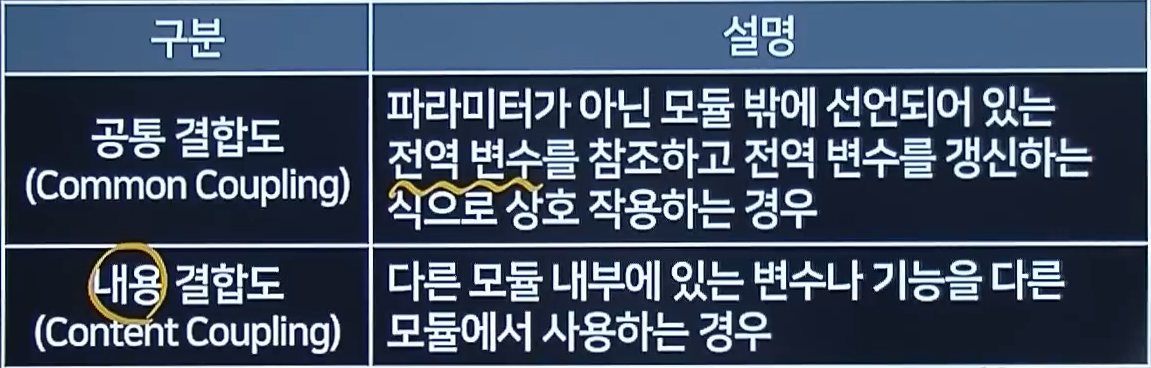 구분
설명
공통 결합도
(Common Coupling)
파라미터가 아닌 모듈 밖에 선언되어 있는
전역 변수를 참조하고 전역 변수를 갱신하는
식으로 상호 작용하는 경우
내용 결합도
(Content Coupling)
다른 모듈 내부에 있는 변수나 기능을 다른
모듈에서 사용하는 경우